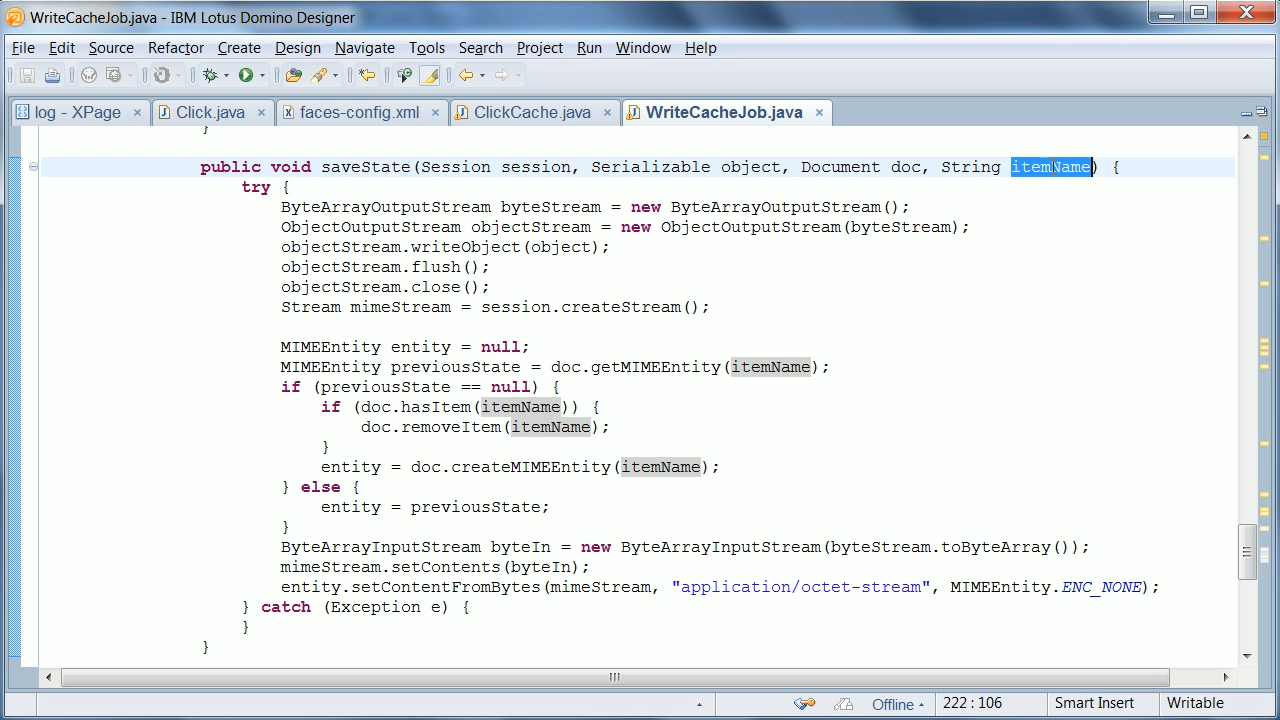 WriteCacheJob.java - IBM Lotus Domino Designer
File Edit Source Refactor Create Design Navigate Tools Search Project Run Window Help
log - XPage Click.java faces-config.xml ClickCache.java WriteCacheJob.java
}
public void saveState(Session session, Serializable object, Document doc, String itemName) {
try {
ByteArrayOutputStream byteStream = new ByteArrayOutputStream();
ObjectOutputStream objectStream = new ObjectOutputStream(byteStream);
objectStream.writeObject(object);
objectStream.flush();
objectStream.close();
Stream mimeStream = session.createStream();
MIMEEntity entity = null;
MIMEEntity previousState = doc.getMIMEEntity(itemName);
if (previousState == null) {
if (doc.hasItem(itemName)) {
doc.removeItem(itemName);
}
entity = doc.createMIMEEntity(itemName);
} else {
entity = previousState;
}
ByteArrayInputStream byteIn = new ByteArrayInputStream(byteStream.toByteArray());
mimeStream.setContents(byteIn);
entity.setContentFromBytes(mimeStream, "application/octet-stream", MIMEEntity.ENC_NONE);
} catch (Exception e) {
}
}
Offline 222 : 106 Smart Insert Writable